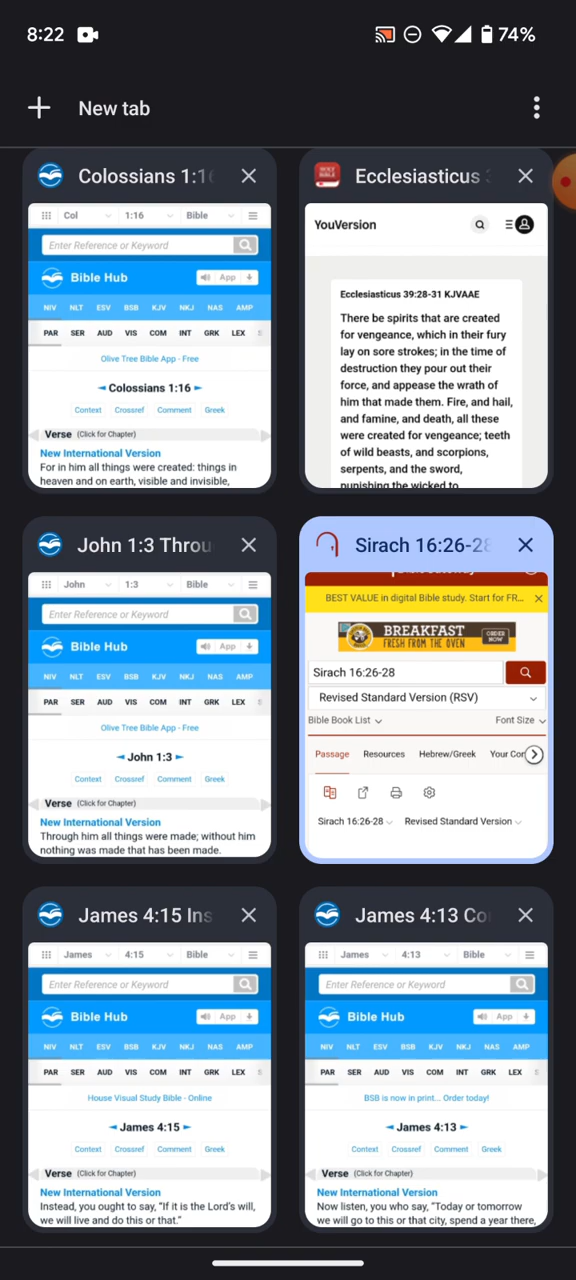 8:22
74%
New tab
Colossians 1:16
Col 1:16 Bible
Enter Reference or Keyword
Bible Hub
App
NIV NLT ESV BSB KJV NKJ NAS AMP
PAR SER AUD VIS COM INT GRK LEX
Olive Tree Bible App - Free
Colossians 1:16
Context Crossref Comment Greek
Verse (Click for Chapter)
New International Version
For in him all things were created: things in
heaven and on earth, visible and invisible,
Ecclesiasticus 3
HOLY BIBLE
YouVersion
Ecclesiasticus 39:28-31 KJVAAE
There be spirits that are created
for vengeance, which in their fury
lay on sore strokes; in the time of
destruction they pour out their
force, and appease the wrath of
him that made them. Fire, and hail,
and famine, and death, all these
were created for vengeance; teeth
of wild beasts, and scorpions,
serpents, and the sword,
punishing the wicked to
John 1:3 Throu
John 1:3 Bible
Enter Reference or Keyword
Bible Hub
App
NIV NLT ESV BSB KJV NKJ NAS AMP
PAR SER AUD VIS COM INT GRK LEX
Olive Tree Bible App - Free
John 1:3
Context Crossref Comment Greek
Verse (Click for Chapter)
New International Version
Through him all things were made; without him
nothing was made that has been made.
Sirach 16:26-28
BEST VALUE in digital Bible study. Start for FR...
BREAKFAST
FRESH FROM THE OVEN
ORDER NOW
Sirach 16:26-28
Revised Standard Version (RSV)
Bible Book List Font Size
Passage Resources Hebrew/Greek Your Con
Sirach 16:26-28 Revised Standard Version
James 4:15 Ins
James 4:15 Bible
Enter Reference or Keyword
Bible Hub
App
NIV NLT ESV BSB KJV NKJ NAS AMP
PAR SER AUD VIS COM INT GRK LEX
House Visual Study Bible - Online
James 4:15
Context Crossref Comment Greek
Verse (Click for Chapter)
New International Version
Instead, you ought to say, “If it is the Lord's will,
we will live and do this or that.”
James 4:13 Co
James 4:13 Bible
Enter Reference or Keyword
Bible Hub
App
NIV NLT ESV BSB KJV NKJ NAS AMP
PAR SER AUD VIS COM INT GRK LEX
BSB is now in print... Order today!
James 4:13
Context Crossref Comment Greek
Verse (Click for Chapter)
New International Version
Now listen, you who say, “Today or tomorrow
we will go to this or that city, spend a year there,